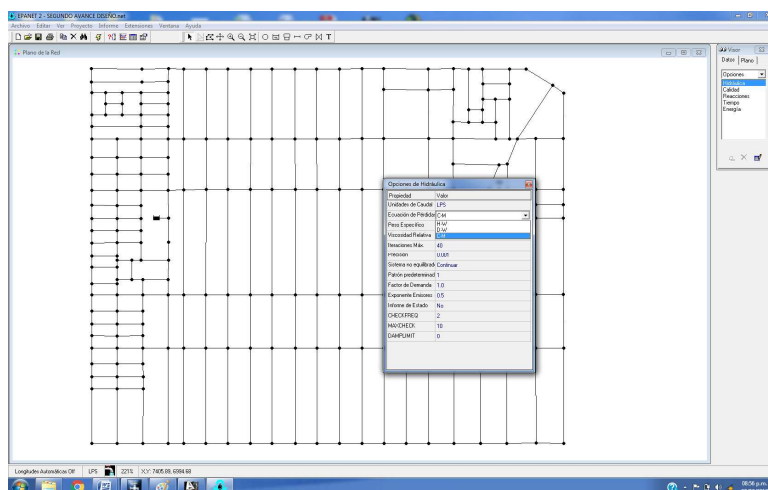 EPANET 2 - SEGUNDO AVANCE DISEÑO.net
Archivo Editar Ver Proyecto Informe Extensiones Ventana Ayuda
Plano de la Red
Visor
Datos Plano
Opciones
Hidráulica
Calidad
Reacciones
Tiempo
Energía
Opciones de Hidráulica
Propiedad Valor
Unidades de Caudal LPS
Ecuación de Pérdida C-M
H-W
D-W
C-M
Peso Específico
Viscosidad Relativa
Iteraciones Máx. 40
Precisión 0,001
Sistema no equilibrado Continuar
Patrón predeterminad 1
Factor de Demanda 1,0
Exponente Emisores 0,5
Informe de Estado No
CHECKFREQ 2
MAXCHECK 10
DAMPLIMIT 0
Longitudes Automáticas Off LPS 221% X,Y: 7405.89, 6994.68
08:56 p.m.